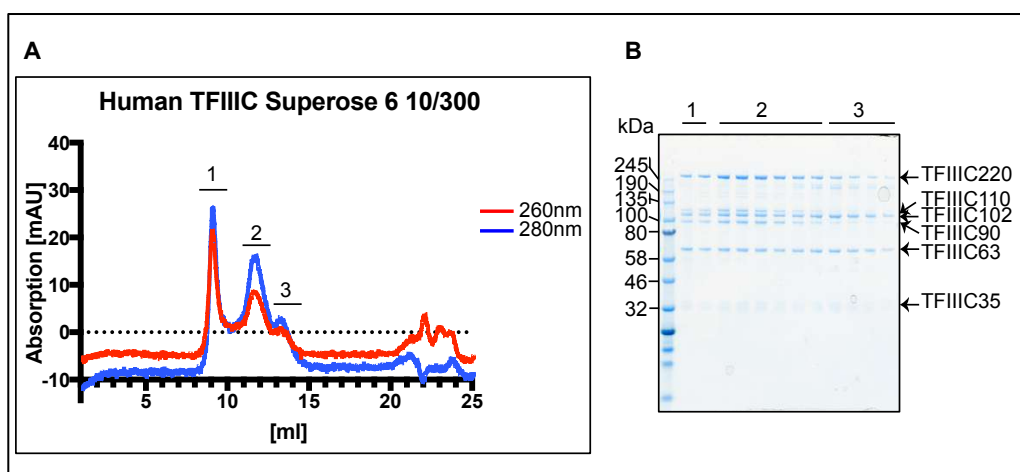 A
Human TFIIIC Superose 6 10/300
40
30
20
10
0
-10
Absorption [mAU]
1
2
3
260nm
280nm
5
10
15
20
25
[ml]
B
1
2
3
kDa
245
190
135
100
80
58
46
32
TFIIIC220
TFIIIC110
TFIIIC102
TFIIIC90
TFIIIC63
TFIIIC35